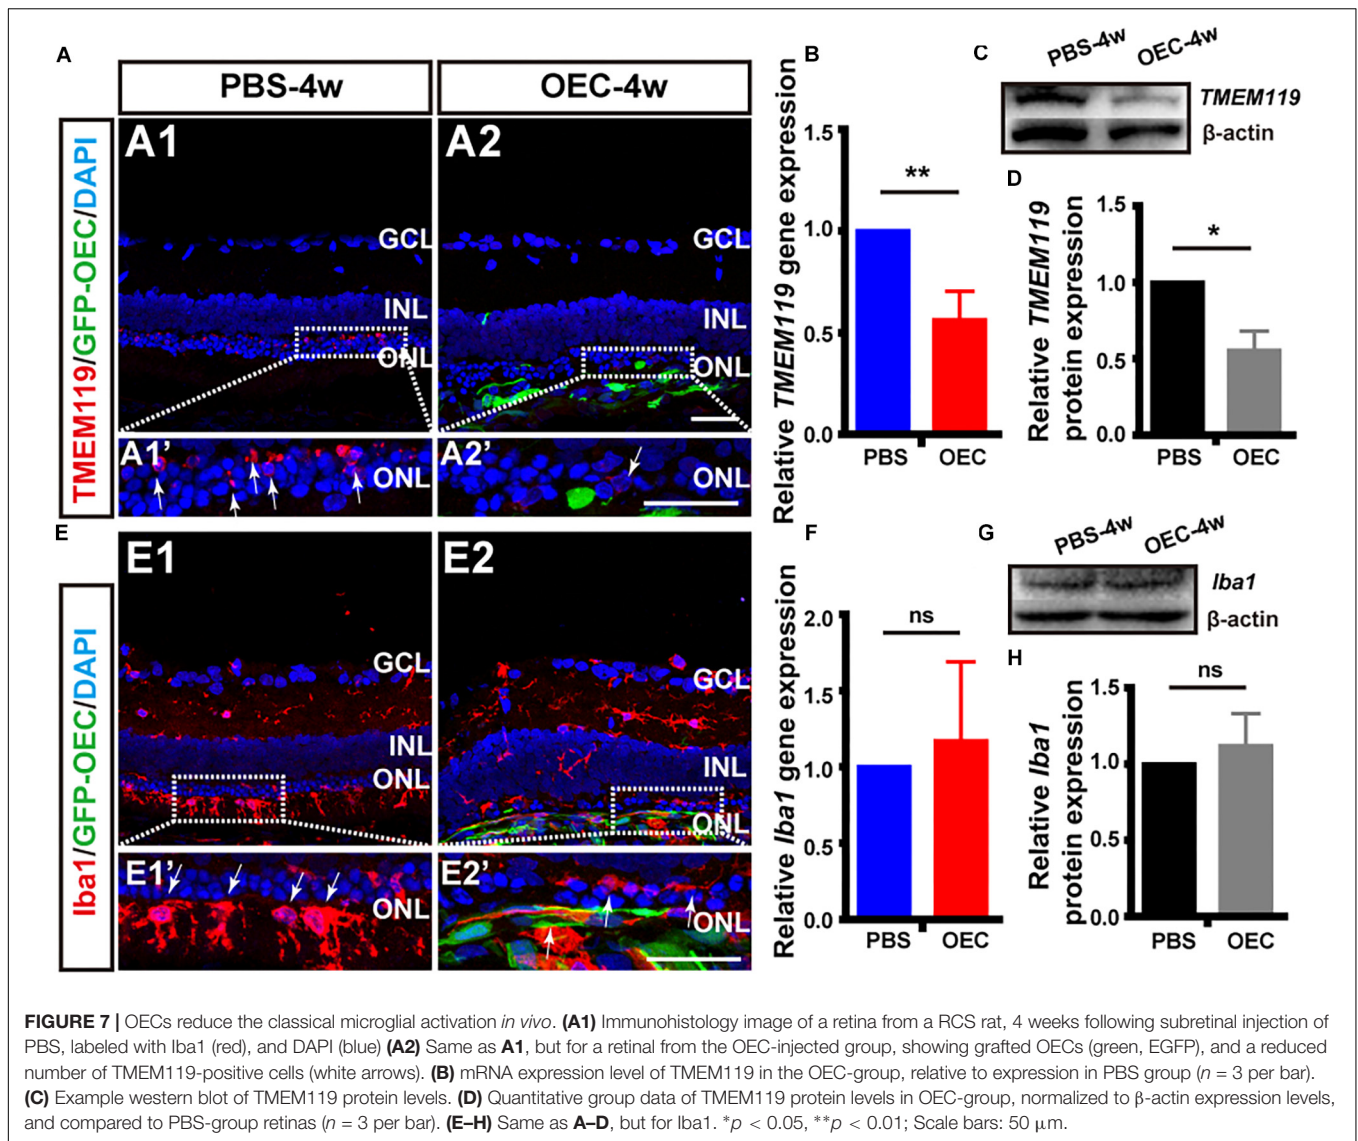 A
PBS-4w
OEC-4w
TMEM119/GFP-OEC/DAPI
A1
GCL
INL
ONL
A2
GCL
INL
ONL
A1’
ONL
A2’
ONL
B
Relative TMEM119 gene expression
1.5
1.0
0.5
0.0
**
PBS
OEC
C
PBS-4w
OEC-4w
TMEM119
β-actin
D
Relative TMEM119
protein expression
1.5
1.0
0.5
0.0
*
PBS
OEC
E
Iba1/GFP-OEC/DAPI
E1
GCL
INL
ONL
E2
GCL
INL
ONL
E1’
ONL
E2’
ONL
F
Relative Iba1 gene expression
2.0
1.5
1.0
0.5
0.0
ns
PBS
OEC
G
PBS-4w
OEC-4w
Iba1
β-actin
H
Relative Iba1
protein expression
1.5
1.0
0.5
0.0
ns
PBS
OEC
FIGURE 7 | OECs reduce the classical microglial activation in vivo. (A1) Immunohistology image of a retina from a RCS rat, 4 weeks following subretinal injection of
PBS, labeled with Iba1 (red), and DAPI (blue) (A2) Same as A1, but for a retinal from the OEC-injected group, showing grafted OECs (green, EGFP), and a reduced
number of TMEM119-positive cells (white arrows). (B) mRNA expression level of TMEM119 in the OEC-group, relative to expression in PBS group (n = 3 per bar).
(C) Example western blot of TMEM119 protein levels. (D) Quantitative group data of TMEM119 protein levels in OEC-group, normalized to β-actin expression levels,
and compared to PBS-group retinas (n = 3 per bar). (E–H) Same as A–D, but for Iba1. *p < 0.05, **p < 0.01; Scale bars: 50 μm.